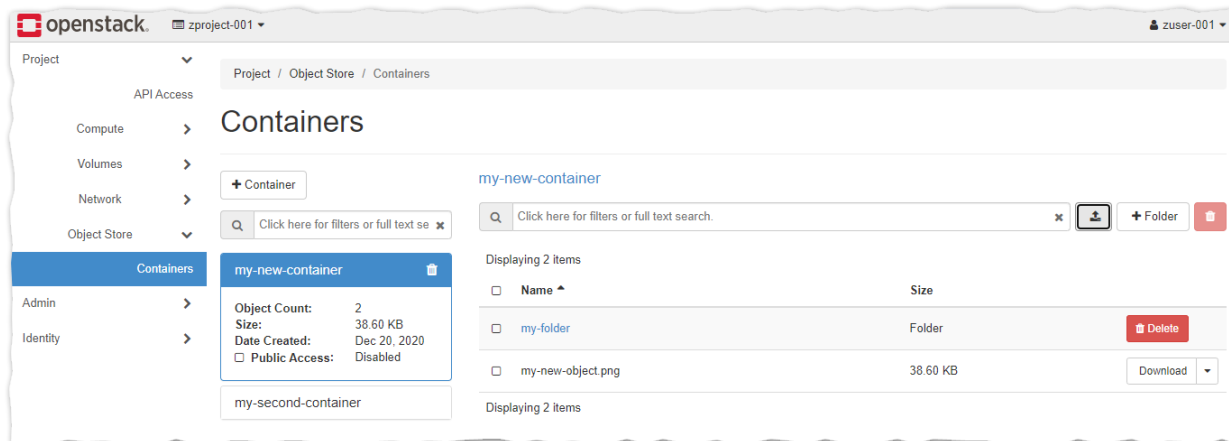 openstack.
zproject-001
zuser-001
Project
API Access
Compute
Volumes
Network
Object Store
Containers
Admin
Identity
Project / Object Store / Containers
Containers
+ Container
Click here for filters or full text se
my-new-container
Object Count: 2
Size: 38.60 KB
Date Created: Dec 20, 2020
Public Access: Disabled
my-second-container
my-new-container
Click here for filters or full text search.
+ Folder
Displaying 2 items
Name Size
my-folder Folder Delete
my-new-object.png 38.60 KB Download
Displaying 2 items